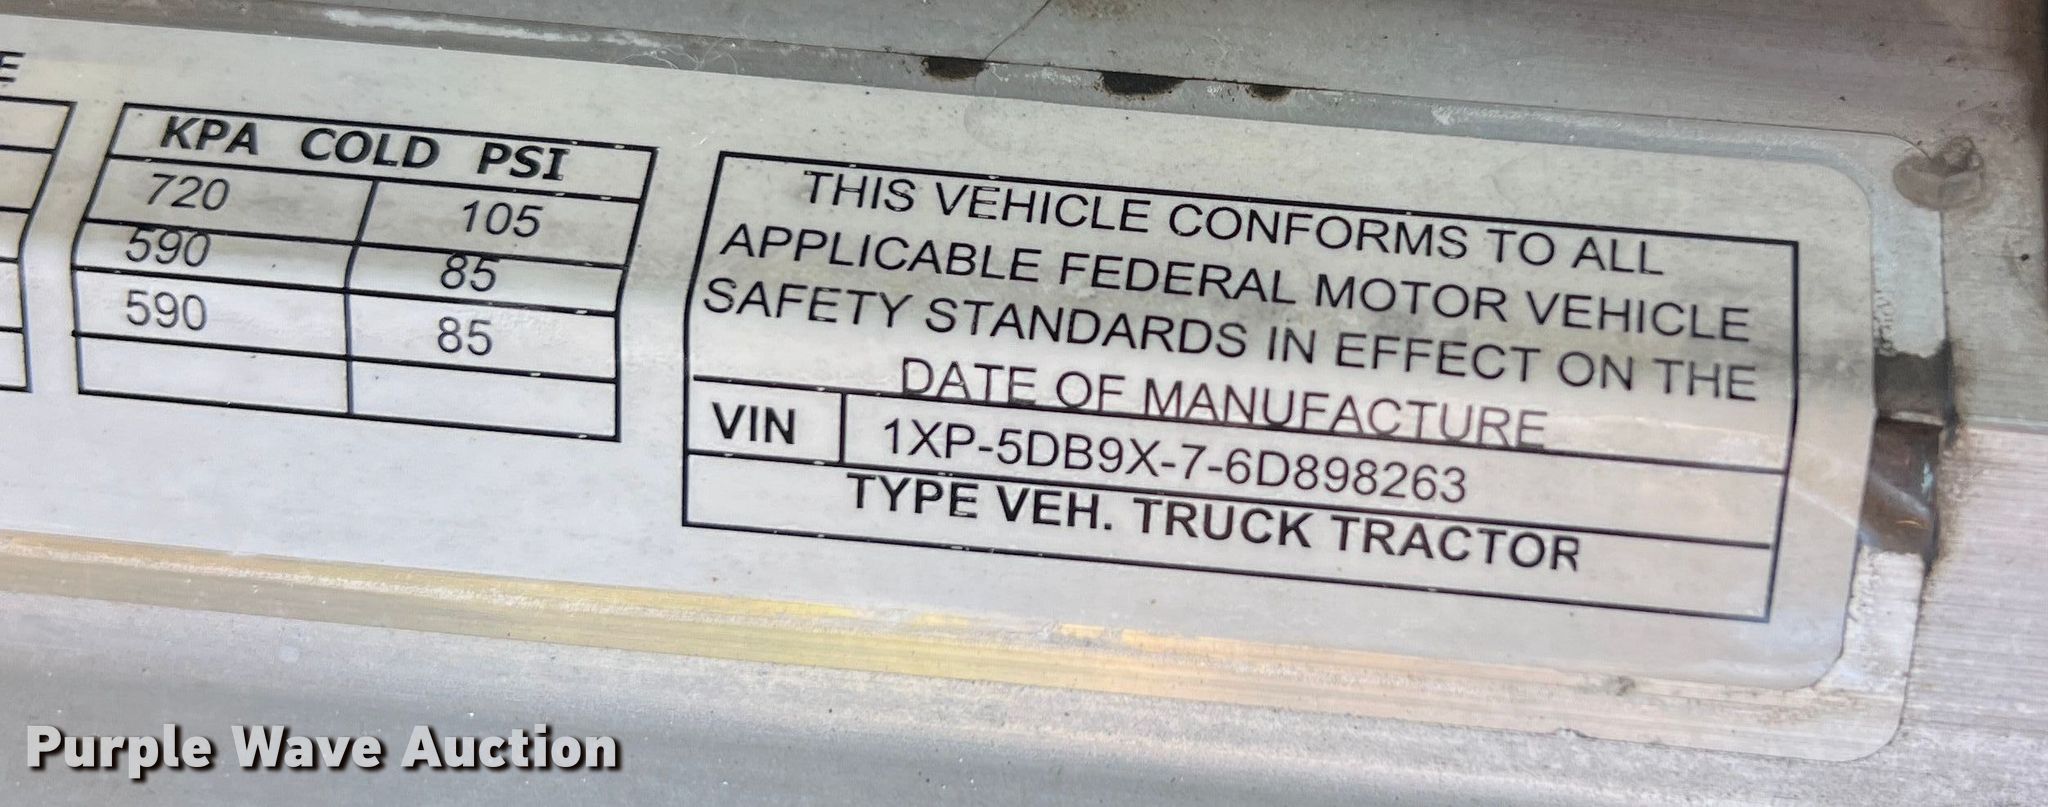 E
KPA COLD PSI
720 105
590 85
590 85
THIS VEHICLE CONFORMS TO ALL
APPLICABLE FEDERAL MOTOR VEHICLE
SAFETY STANDARDS IN EFFECT ON THE
DATE OF MANUFACTURE
VIN 1XP-5DB9X-7-6D898263
TYPE VEH. TRUCK TRACTOR
Purple Wave Auction